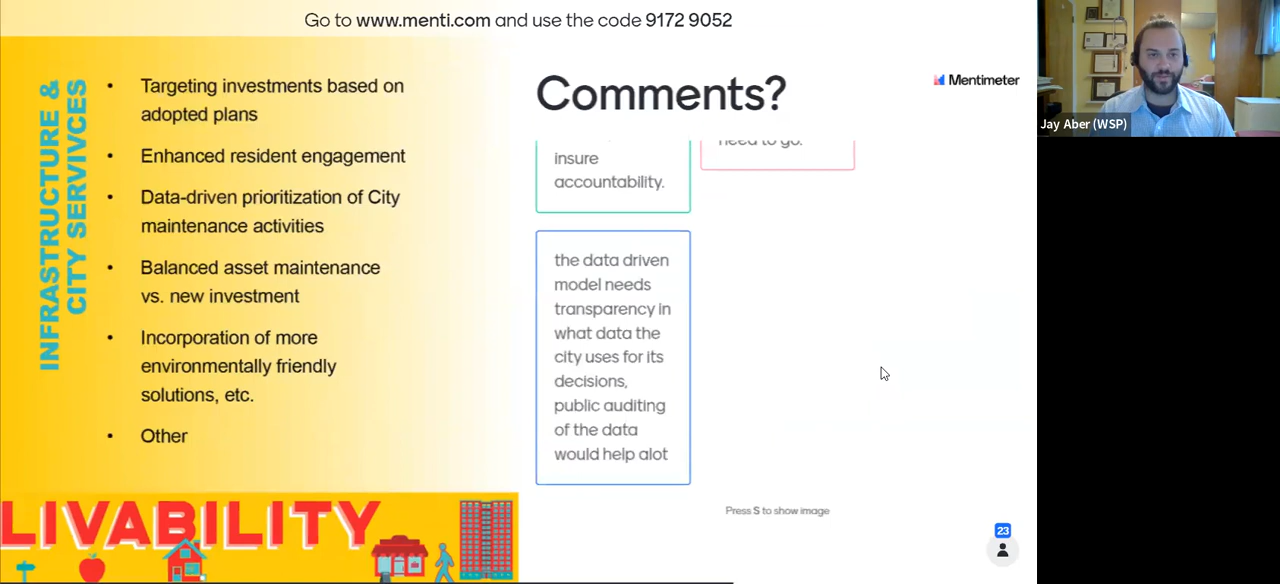 Go to www.menti.com and use the code 9172 9052
INFRASTRUCTURE &
CITY SERIVCES
• Targeting investments based on
adopted plans
• Enhanced resident engagement
• Data-driven prioritization of City
maintenance activities
• Balanced asset maintenance
vs. new investment
• Incorporation of more
environmentally friendly
solutions, etc.
• Other
LIVABILITY
Comments?
Mentimeter
insure
accountability.
need to go.
the data driven
model needs
transparency in
what data the
city uses for its
decisions,
public auditing
of the data
would help alot
Press S to show image
23
Jay Aber (WSP)